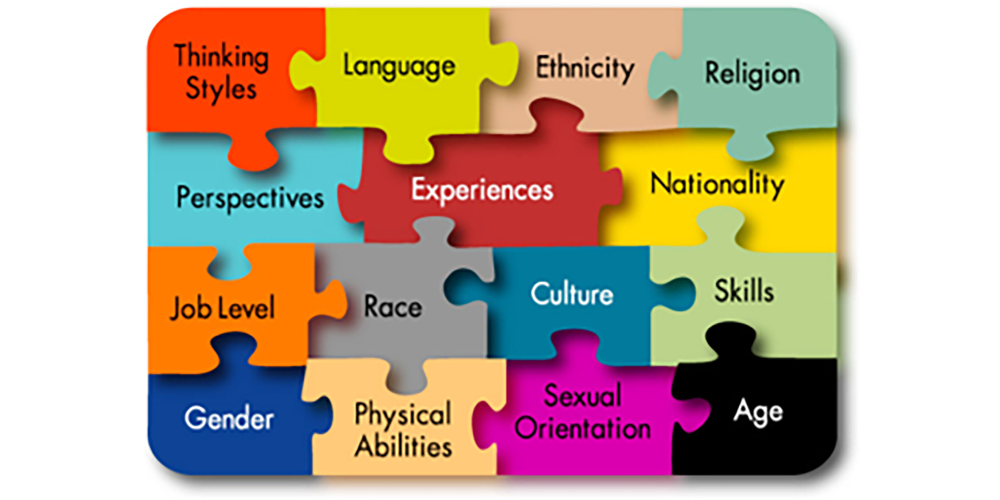 Thinking
Styles
Language
Ethnicity
Religion
Perspectives
Experiences
Nationality
Job Level
Race
Culture
Skills
Gender
Physical
Abilities
Sexual
Orientation
Age